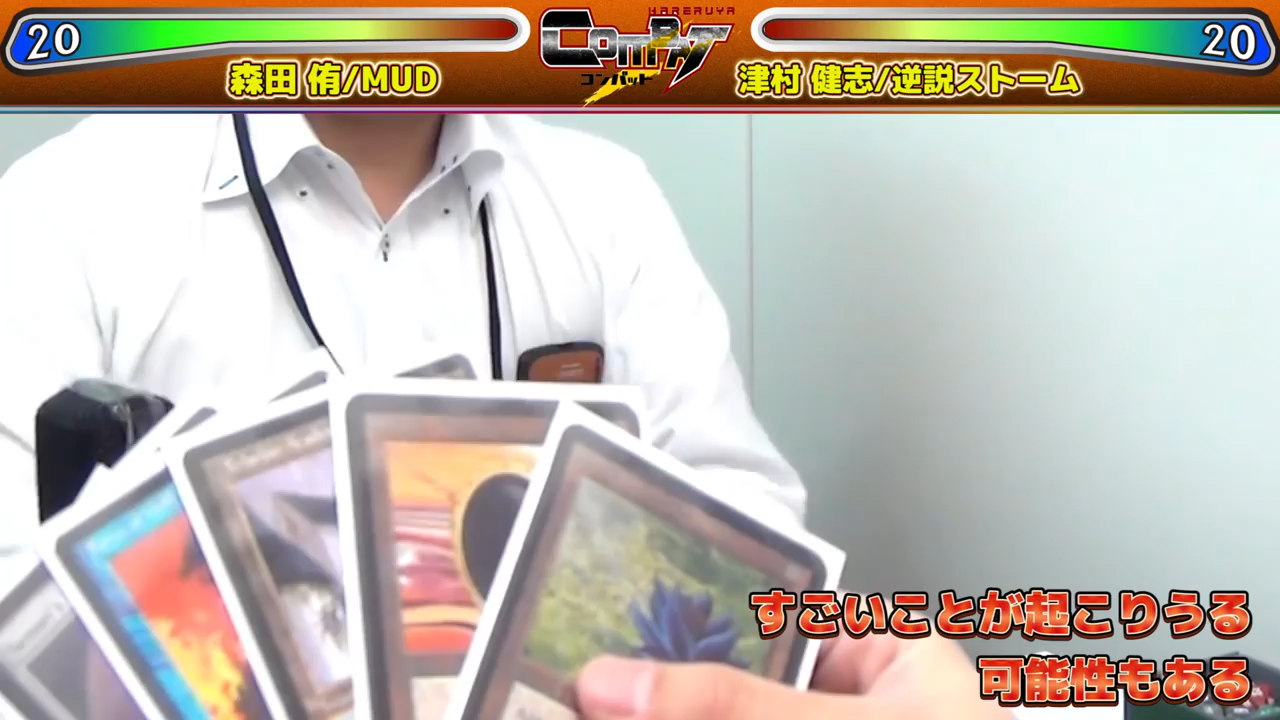 20
HARERUYA
COMBAT
コンバット
20
森田 侑/MUD
津村 健志/逆説ストーム
すごいことが起こりうる
可能性もある